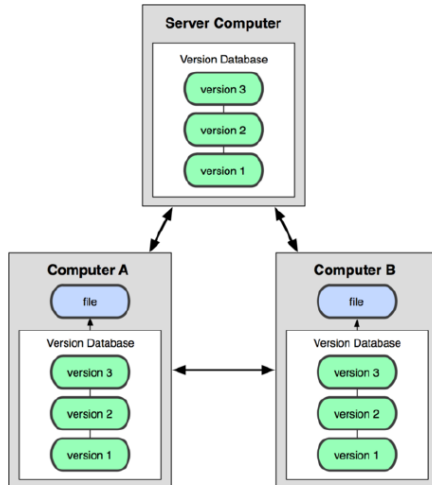 Server Computer
Version Database
version 3
version 2
version 1
Computer A
file
Version Database
version 3
version 2
version 1
Computer B
file
Version Database
version 3
version 2
version 1